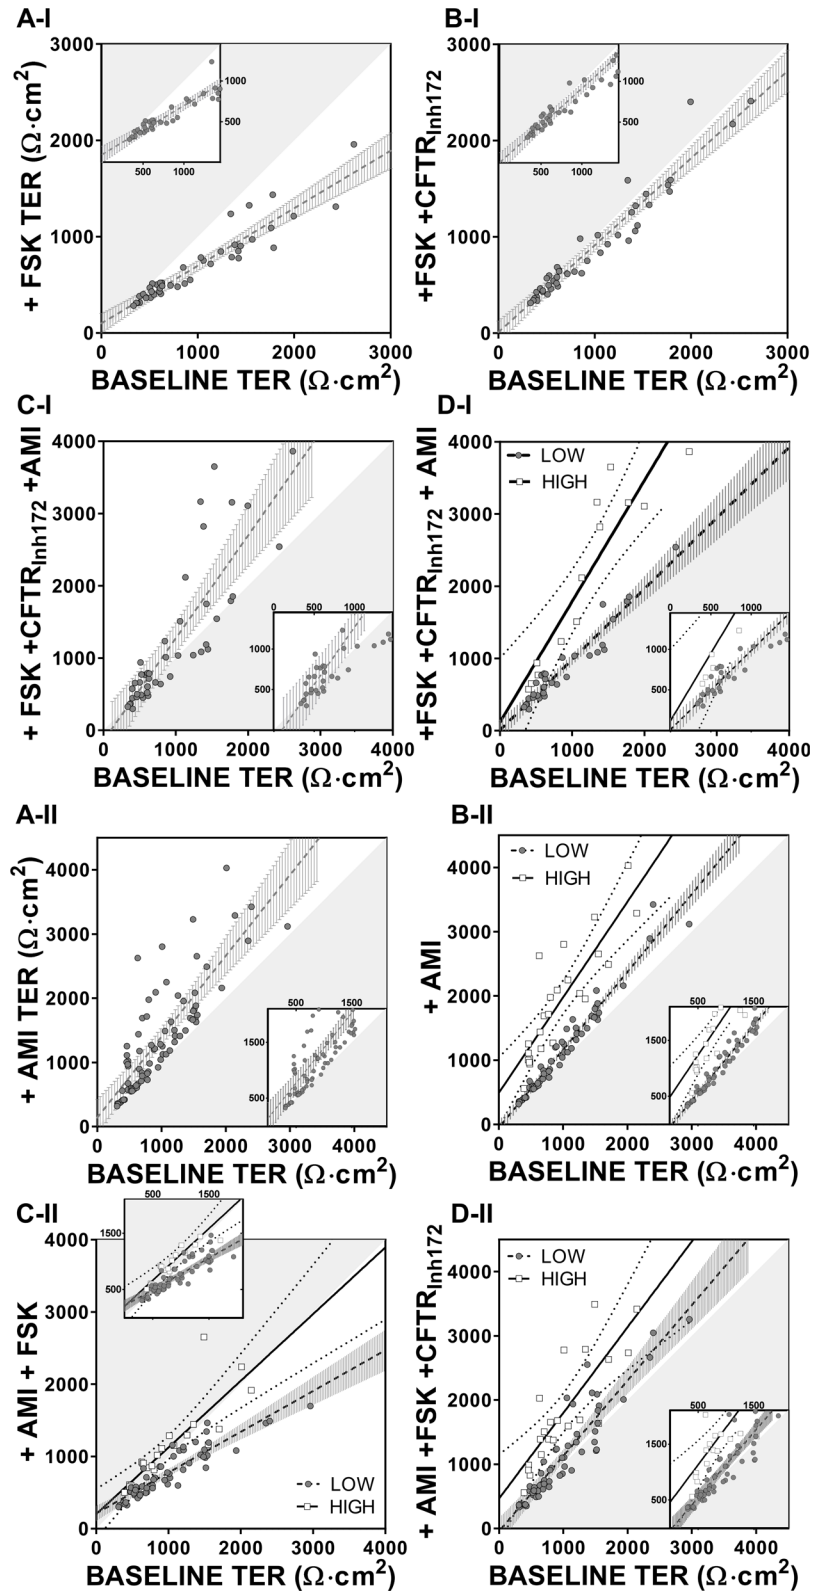 A-I
+ FSK TER (Ω·cm2)
3000
2000
1000
0
0 1000 2000 3000
1000
500
500 1000
BASELINE TER (Ω·cm2)
B-I
+FSK +CFTRInh172
3000
2000
1000
0
0 1000 2000 3000
1000
500
500 1000
BASELINE TER (Ω·cm2)
C-I
+ FSK +CFTRInh172 +AMI
4000
3000
2000
1000
0
0 1000 2000 3000 4000
0 500 1000
1000
500
BASELINE TER (Ω·cm2)
D-I
+FSK +CFTRInh172 + AMI
LOW
HIGH
4000
3000
2000
1000
0
0 1000 2000 3000 4000
0 500 1000
1000
500
BASELINE TER (Ω·cm2)
A-II
+ AMI TER (Ω·cm2)
4000
3000
2000
1000
0
0 1000 2000 3000 4000
500 1500
1500
500
BASELINE TER (Ω·cm2)
B-II
+ AMI
LOW
HIGH
4000
3000
2000
1000
0
0 1000 2000 3000 4000
500 1500
1500
500
BASELINE TER (Ω·cm2)
C-II
+ AMI + FSK
500 1500
1500
500
4000
3000
2000
1000
0
LOW
HIGH
0 1000 2000 3000 4000
BASELINE TER (Ω·cm2)
D-II
+ AMI +FSK +CFTRInh172
LOW
HIGH
4000
3000
2000
1000
0
0 1000 2000 3000 4000
500 1500
1500
500
BASELINE TER (Ω·cm2)